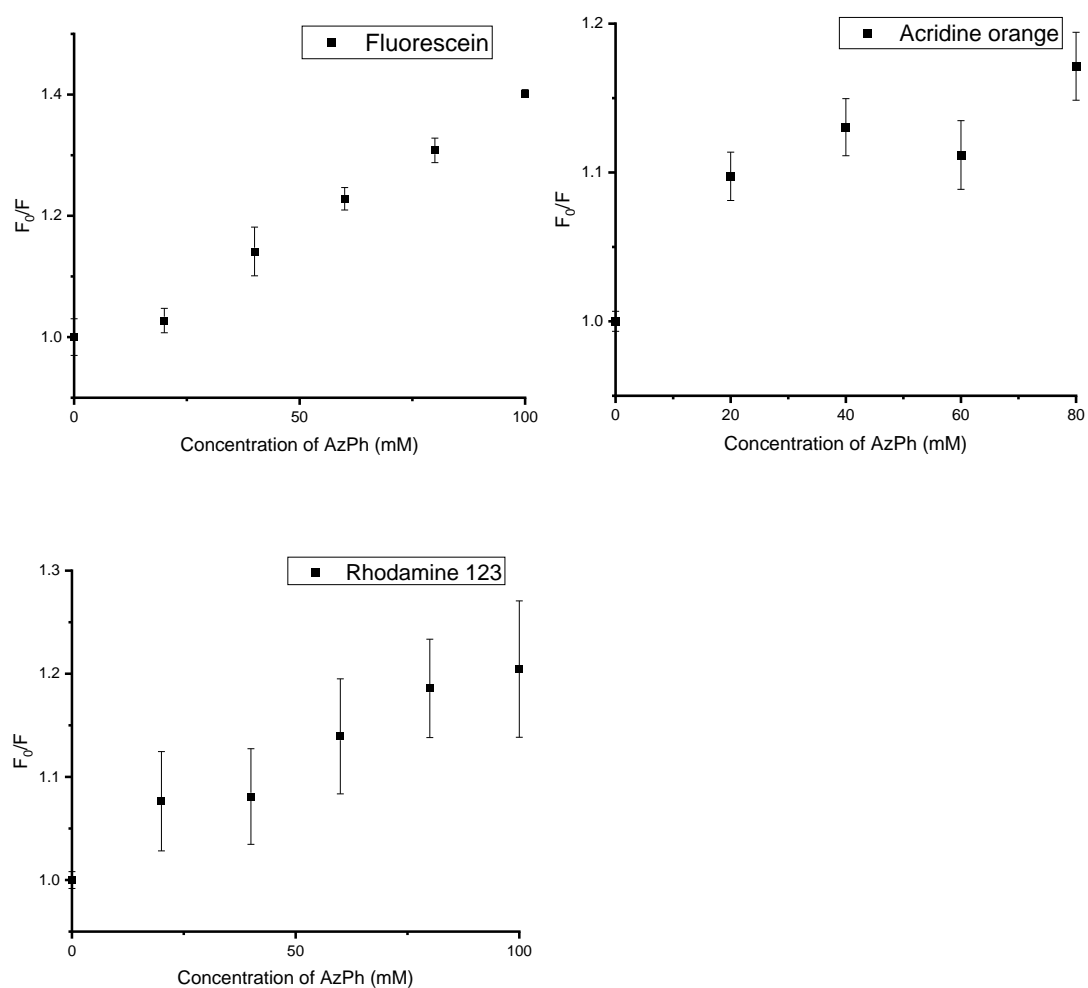 Fluorescein
1.4
1.2
1.0
F₀/F
0
50
100
Concentration of AzPh (mM)
Acridine orange
1.2
1.1
1.0
F₀/F
0
20
40
60
80
Concentration of AzPh (mM)
Rhodamine 123
1.3
1.2
1.1
1.0
F₀/F
0
50
100
Concentration of AzPh (mM)